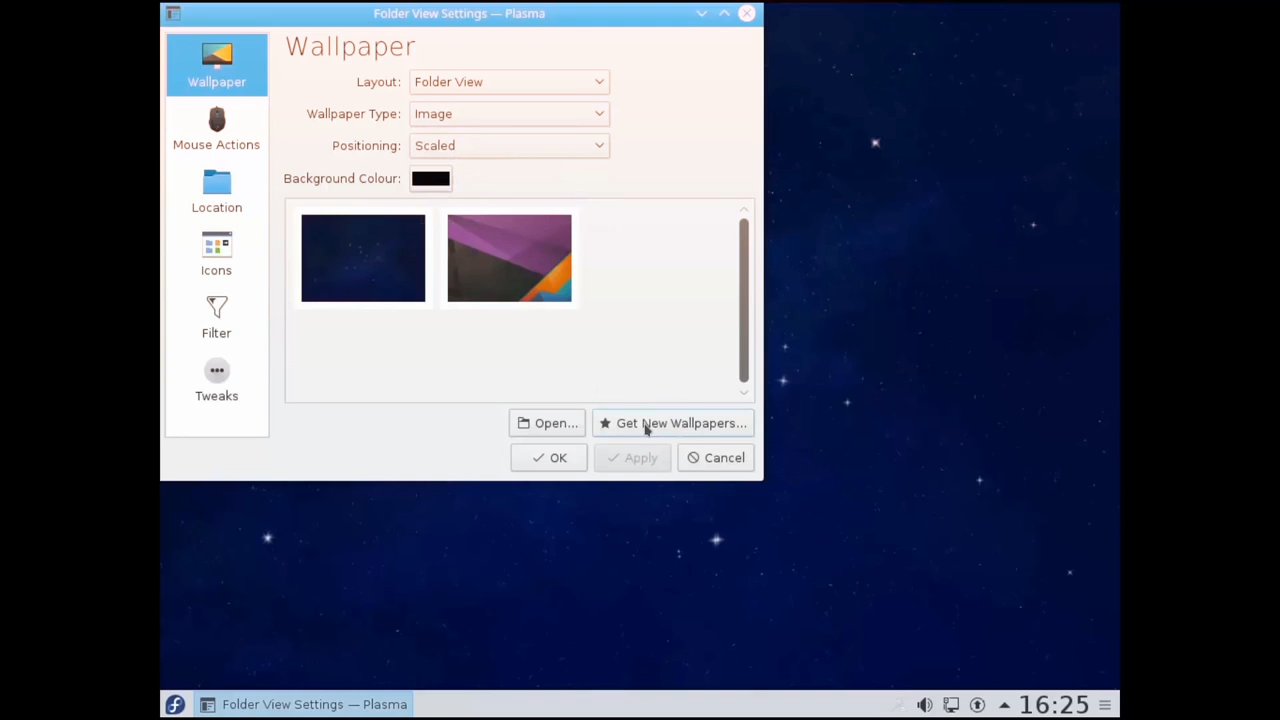 Folder View Settings — Plasma
Wallpaper
Wallpaper
Layout: Folder View
Wallpaper Type: Image
Mouse Actions
Positioning: Scaled
Background Colour:
Location
Icons
Filter
Tweaks
Open... Get New Wallpapers...
OK Apply Cancel
Folder View Settings — Plasma 16:25